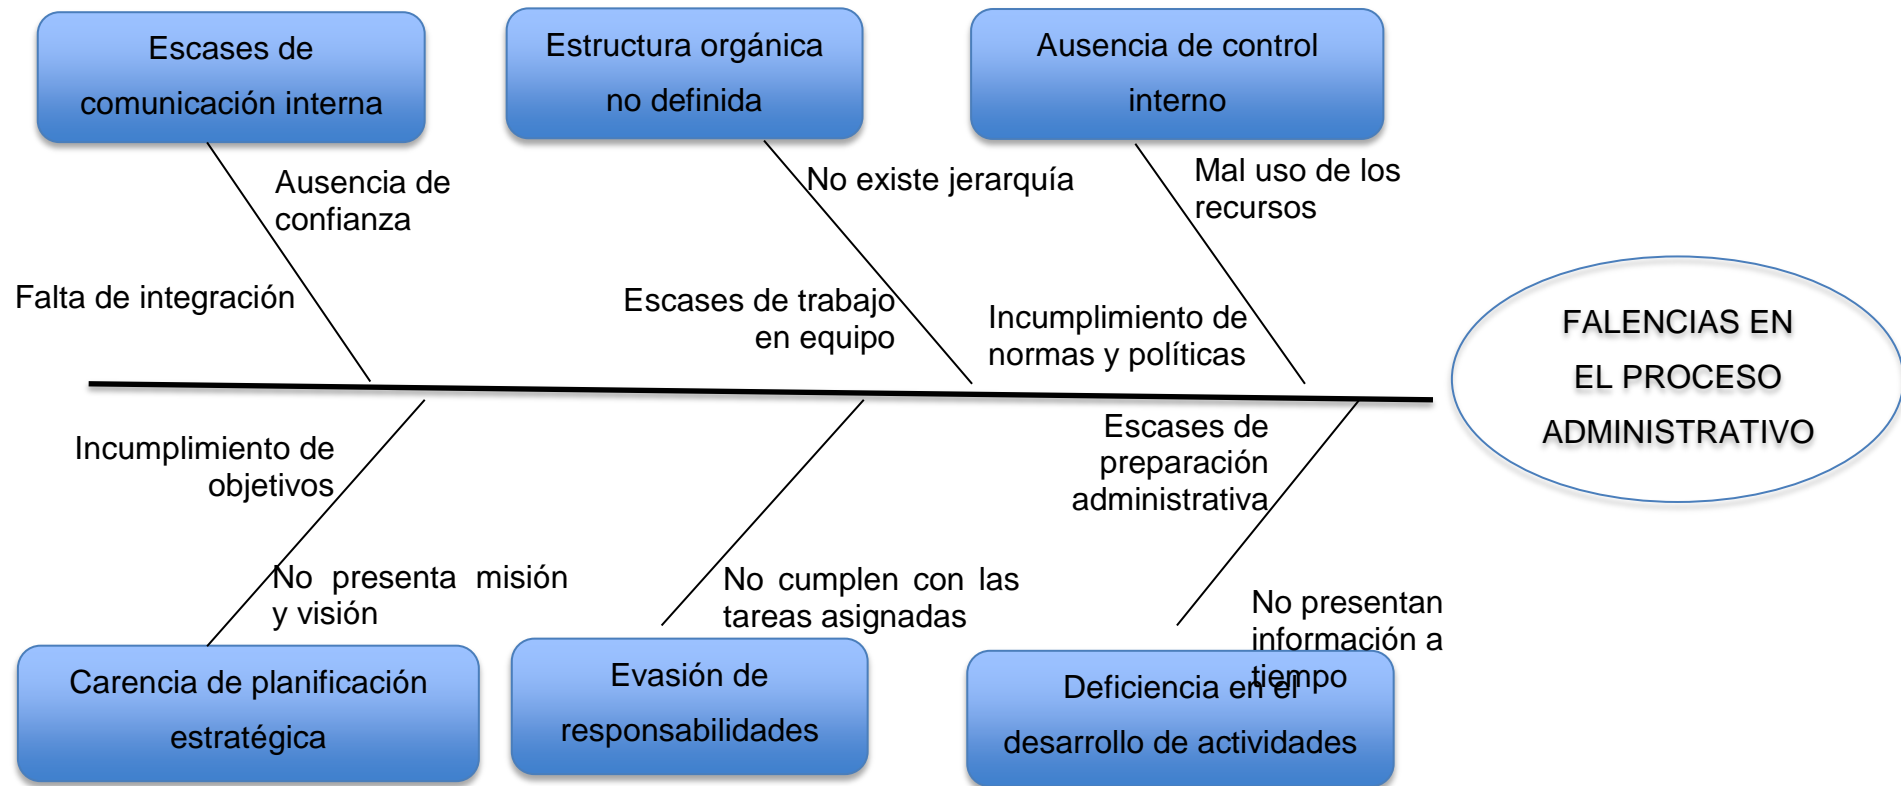 Escases de
comunicación interna
Estructura orgánica
no definida
Ausencia de control
interno
Ausencia de
confianza
No existe jerarquía
Mal uso de los
recursos
Falta de integración
Escases de trabajo
en equipo
Incumplimiento de
normas y políticas
FALENCIAS EN
EL PROCESO
ADMINISTRATIVO
Incumplimiento de
objetivos
Escases de
preparación
administrativa
No presenta misión
y visión
No cumplen con las
tareas asignadas
No presentan
información a
tiempo
Carencia de planificación
estratégica
Evasión de
responsabilidades
Deficiencia en el
desarrollo de actividades